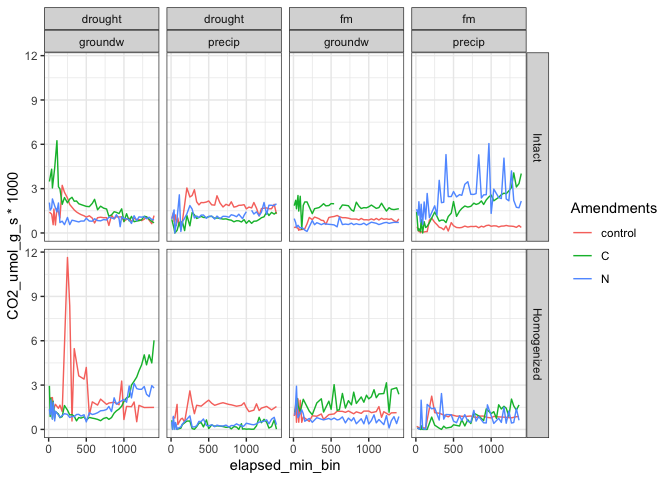 drought drought fm fm
groundw precip groundw precip
12
9
6
3
0
Intact
12
9
6
3
0
Homogenized
CO2_umol_g_s * 1000
0 500 1000 0 500 1000 0 500 1000 0 500 1000
elapsed_min_bin
Amendments
control
C
N